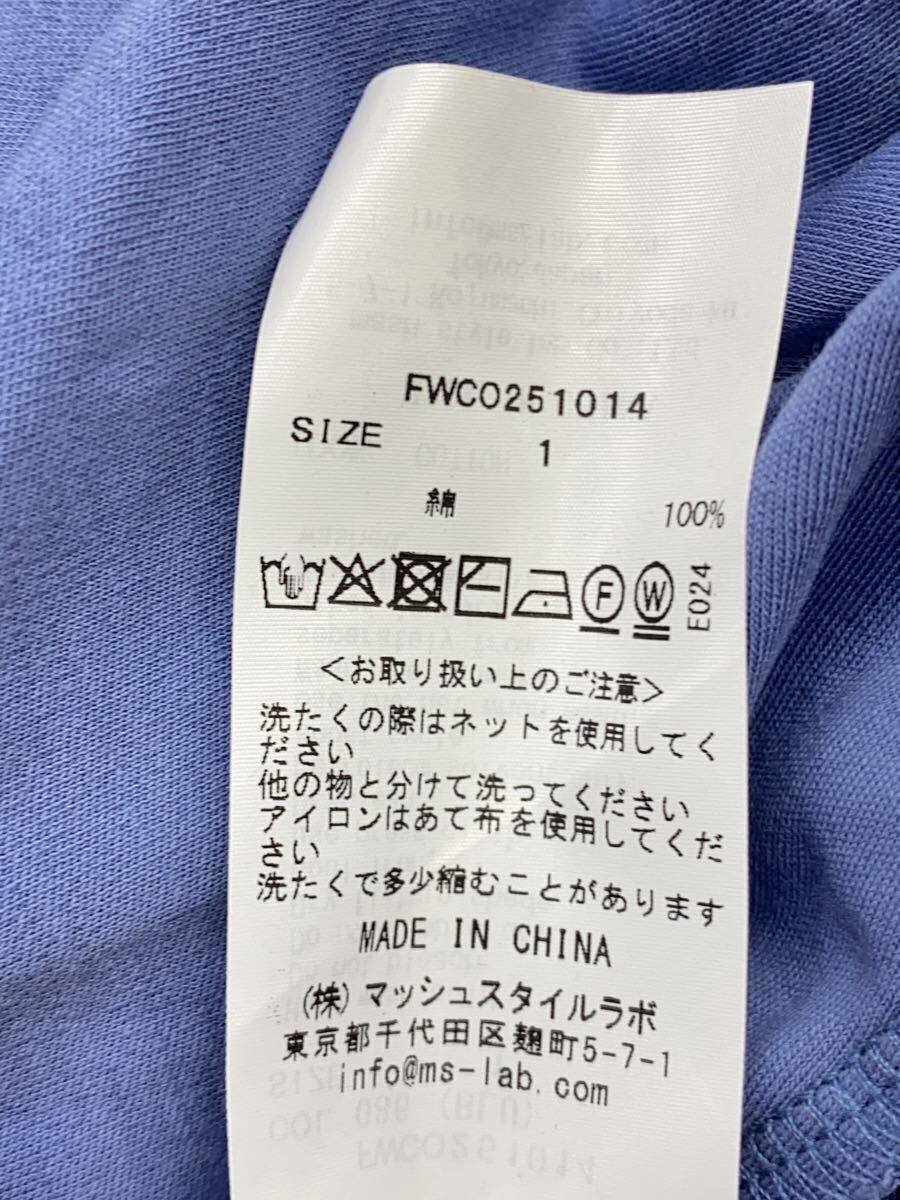 FWCO251014
SIZE 1
綿 100%
F W E024
<お取り扱い上のご注意>
洗たくの際はネットを使用してく
ださい
他の物と分けて洗ってください
アイロンはあて布を使用してくだ
さい
洗たくで多少縮むことがあります
MADE IN CHINA
(株)マッシュスタイルラボ
東京都千代田区麹町5-7-1
info@ms-lab.com